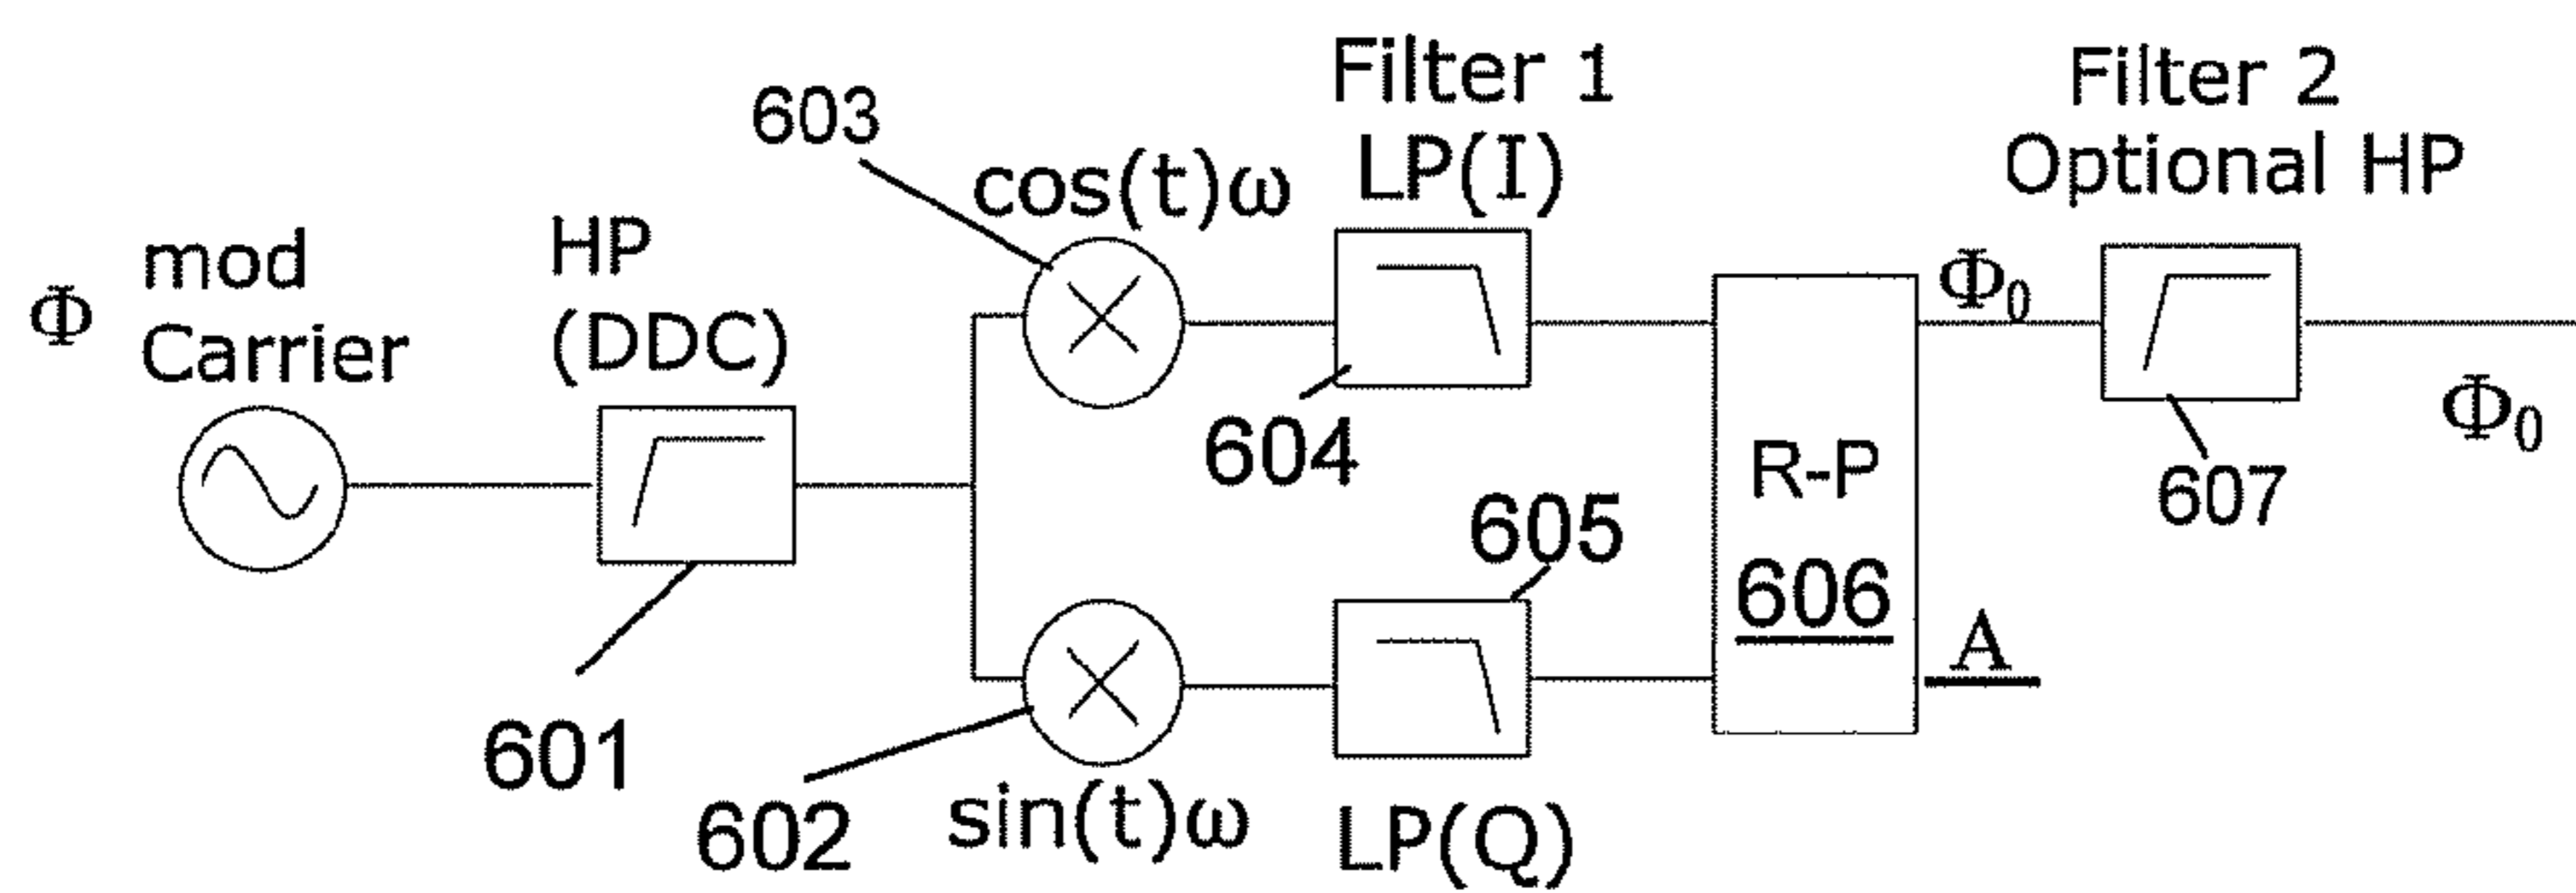 Φ
mod
Carrier
HP
(DDC)
601
603
cos(t)ω
602
sin(t)ω
Filter 1
LP(I)
604
605
LP(Q)
R-P
606
Φ₀
A
Filter 2
Optional HP
607
Φ₀